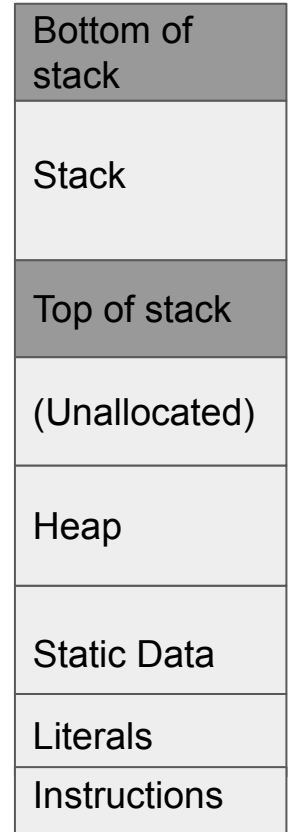 Bottom of
stack
Stack
Top of stack
(Unallocated)
Heap
Static Data
Literals
Instructions